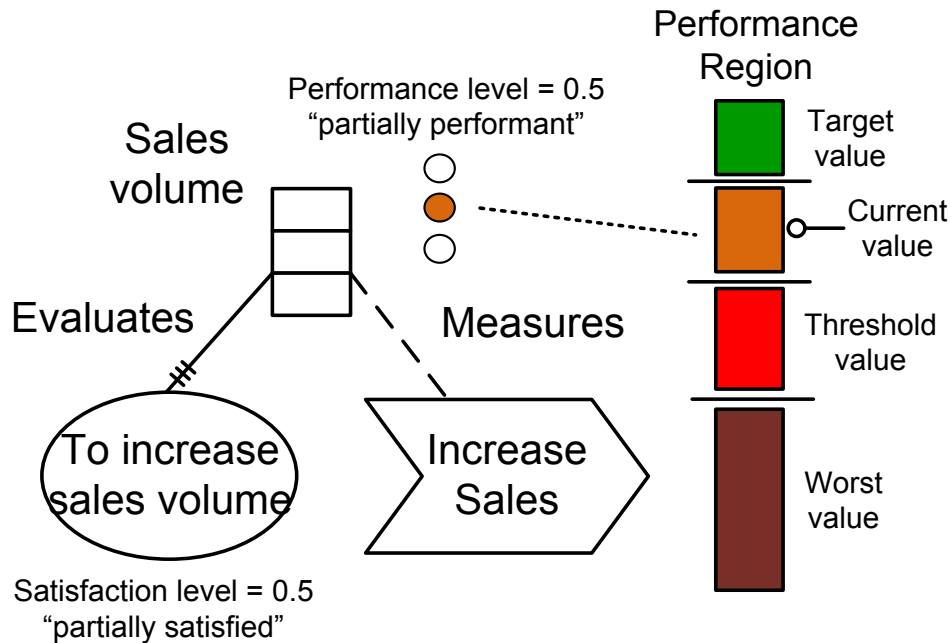 Performance
Region
Performance level = 0.5
“partially performant”
Target
value
Sales
volume
Current
value
Evaluates
Measures
Threshold
value
To increase
sales volume
Increase
Sales
Worst
value
Satisfaction level = 0.5
“partially satisfied”